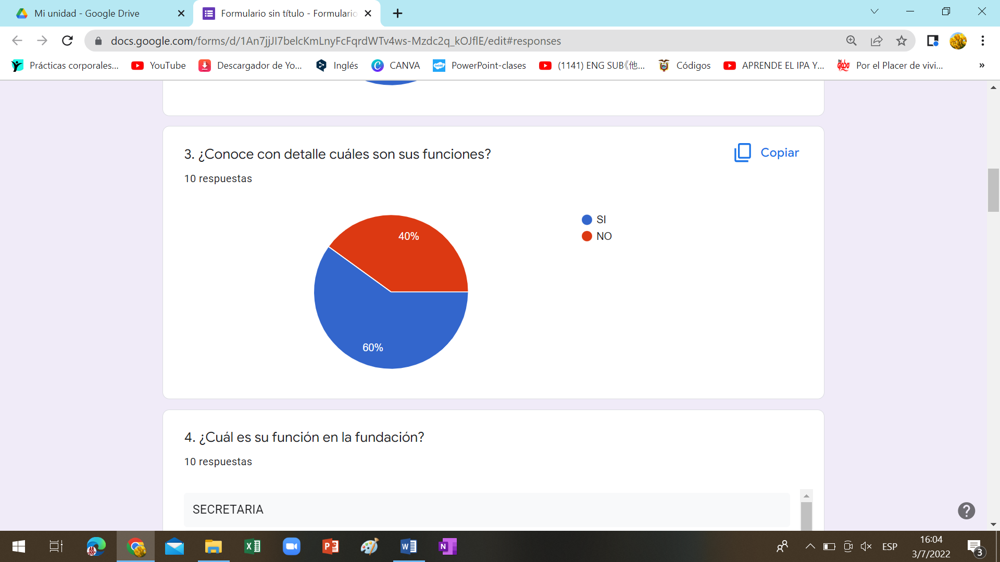 Mi unidad - Google Drive
Formulario sin título - Formulario
docs.google.com/forms/d/1An7jjJI7belcKmLnyFcFqrdWTv4ws-Mzdc2q_kOJflE/edit#responses
Prácticas corporales... YouTube Descargador de Yo... Inglés CANVA PowerPoint-clases (1141) ENG SUB《他... Códigos APRENDE EL IPA Y... Por el Placer de vivi... »
3. ¿Conoce con detalle cuáles son sus funciones?
Copiar
10 respuestas
SI
NO
40%
60%
4. ¿Cuál es su función en la fundación?
10 respuestas
SECRETARIA
ESP
16:04
3/7/2022
3